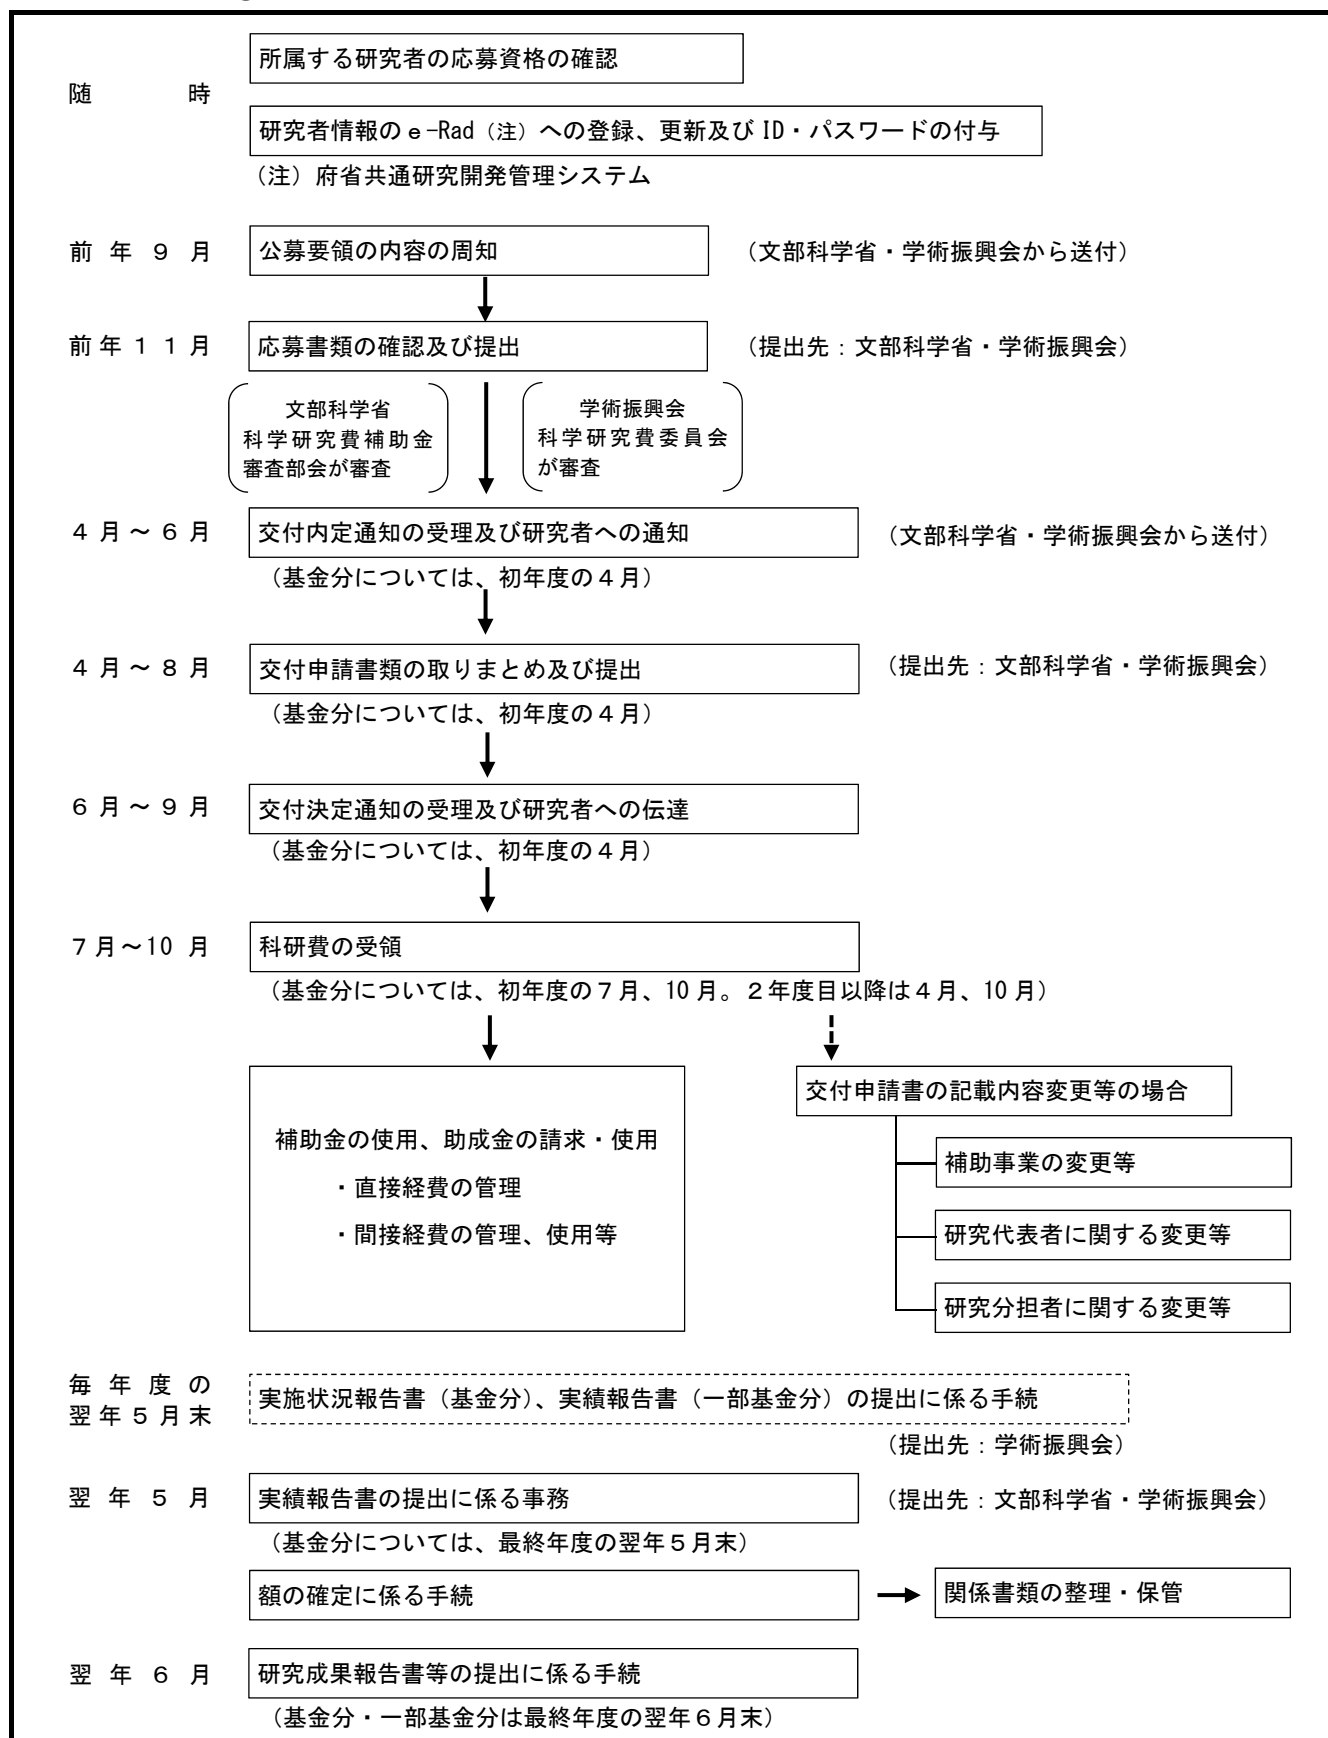 所属する研究者の応募資格の確認
随 時
研究者情報のｅ-Rad（注）への登録、更新及び ID・パスワードの付与
（注）府省共通研究開発管理システム
前年９月 公募要領の内容の周知 （文部科学省・学術振興会から送付）
前年１１月 応募書類の確認及び提出 （提出先：文部科学省・学術振興会）
文部科学省
科学研究費補助金
審査部会が審査
学術振興会
科学研究費委員会
が審査
４月～６月 交付内定通知の受理及び研究者への通知 （文部科学省・学術振興会から送付）
（基金分については、初年度の４月）
４月～８月 交付申請書類の取りまとめ及び提出 （提出先：文部科学省・学術振興会）
（基金分については、初年度の４月）
６月～９月 交付決定通知の受理及び研究者への伝達
（基金分については、初年度の４月）
７月～10 月 科研費の受領
（基金分については、初年度の７月、10 月。２年度目以降は４月、10 月）
補助金の使用、助成金の請求・使用
・直接経費の管理
・間接経費の管理、使用等
交付申請書の記載内容変更等の場合
補助事業の変更等
研究代表者に関する変更等
研究分担者に関する変更等
毎年度の
翌年５月末
実施状況報告書（基金分）、実績報告書（一部基金分）の提出に係る手続
（提出先：学術振興会）
翌年５月 実績報告書の提出に係る事務 （提出先：文部科学省・学術振興会）
（基金分については、最終年度の翌年５月末）
額の確定に係る手続 関係書類の整理・保管
翌年６月 研究成果報告書等の提出に係る手続
（基金分・一部基金分は最終年度の翌年６月末）